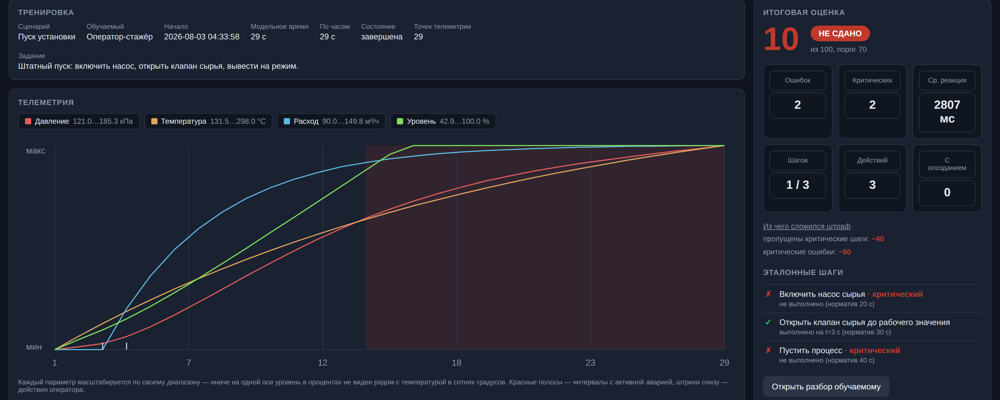 ТРЕНИРОВКА
Сценарий
Пуск установки
Обучаемый
Оператор-стажёр
Начало
2026-08-03 04:33:58
Модельное время
29 с
По часам
29 с
Состояние
завершена
Точек телеметрии
29
Задание
Штатный пуск: включить насос, открыть клапан сырья, вывести на режим.
ТЕЛЕМЕТРИЯ
Давление 121.0…185.3 кПа
Температура 131.5…298.0 °C
Расход 90.0…149.8 м³/ч
Уровень 42.9…100.0 %
макс
мин
1
7
12
18
23
29
Каждый параметр масштабируется по своему диапазону — иначе на одной оси уровень в процентах не виден рядом с температурой в сотнях градусов. Красные полосы — интервалы с активной аварией, штрихи снизу —
действия оператора.
ИТОГОВАЯ ОЦЕНКА
10
НЕ СДАНО
из 100, порог 70
Ошибок
2
Критических
2
Ср. реакция
2807
мс
Шагов
1 / 3
Действий
3
С
опозданием
0
Из чего сложился штраф
пропущены критические шаги: −40
критические ошибки: −50
ЭТАЛОННЫЕ ШАГИ
✗ Включить насос сырья · критический
не выполнено (норматив 20 с)
✓ Открыть клапан сырья до рабочего значения
выполнено на t=3 с (норматив 30 с)
✗ Пустить процесс · критический
не выполнено (норматив 40 с)
Открыть разбор обучаемому